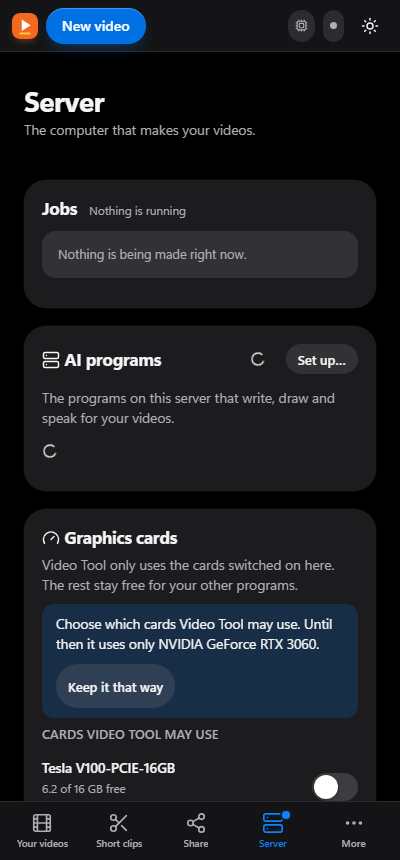 New video
Server
The computer that makes your videos.
Jobs Nothing is running
Nothing is being made right now.
AI programs Set up...
The programs on this server that write, draw and
speak for your videos.
Graphics cards
Video Tool only uses the cards switched on here.
The rest stay free for your other programs.
Choose which cards Video Tool may use. Until
then it uses only NVIDIA GeForce RTX 3060.
Keep it that way
CARDS VIDEO TOOL MAY USE
Tesla V100-PCIE-16GB
6.2 of 16 GB free
Your videos Short clips Share Server More